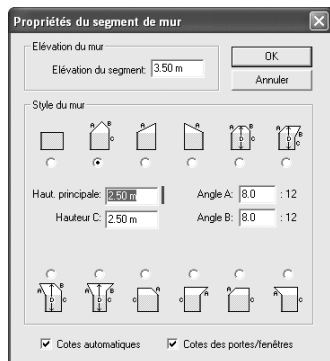 Propriétés du segment de mur
Elévation du mur
Elévation du segment: 3.50 m
OK
Annuler
Style du mur
A B C
A
A
A B D C
A B D C
Haut. principale: 2.50 m
Angle A: 8.0 : 12
Hauteur C: 2.50 m
Angle B: 8.0 : 12
A B D C
A B D C
A C
A C
A C
A C
Cotes automatiques
Cotes des portes/fenêtres